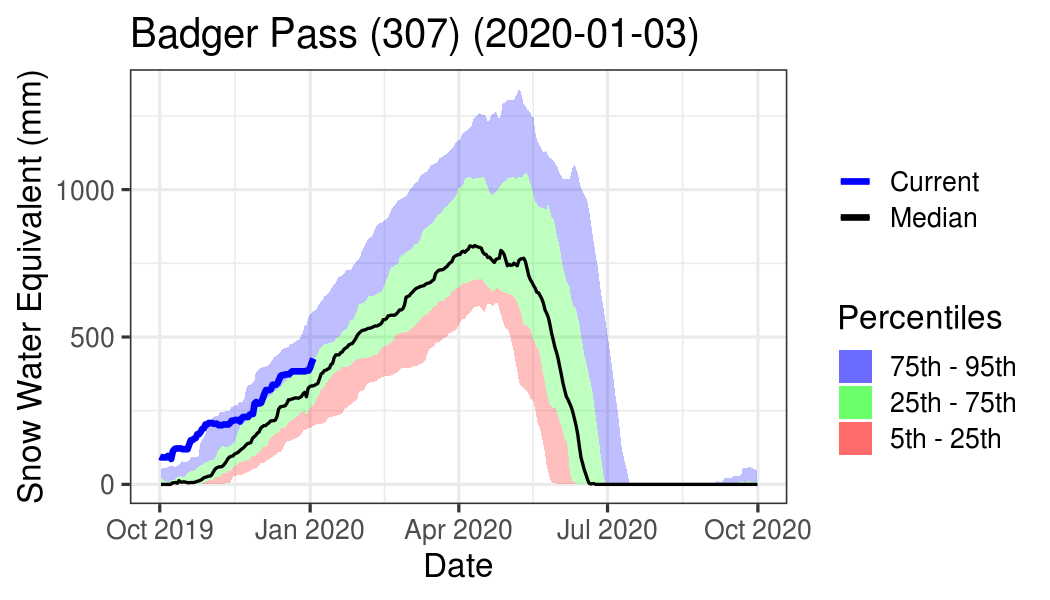 Badger Pass (307) (2020-01-03)
Snow Water Equivalent (mm)
1000
500
0
Oct 2019 Jan 2020 Apr 2020 Jul 2020 Oct 2020
Date
Current
Median
Percentiles
75th - 95th
25th - 75th
5th - 25th